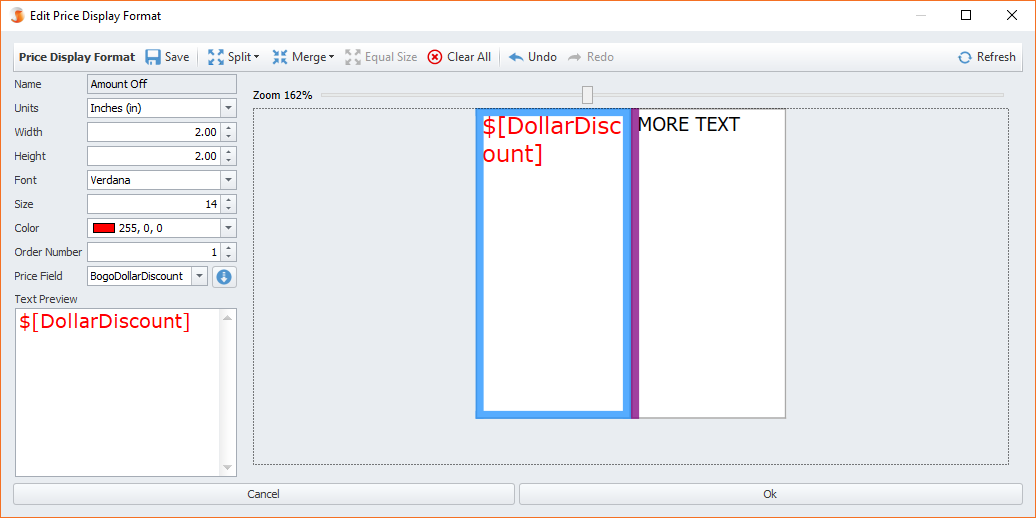 Edit Price Display Format
Price Display Format Save Split Merge Equal Size Clear All Undo Redo Refresh
Name Amount Off
Units Inches (in)
Width 2.00
Height 2.00
Font Verdana
Size 14
Color 255, 0, 0
Order Number 1
Price Field BogoDollarDiscount
Text Preview
$[DollarDiscount]
Zoom 162%
$[DollarDisc
ount]
MORE TEXT
Cancel Ok